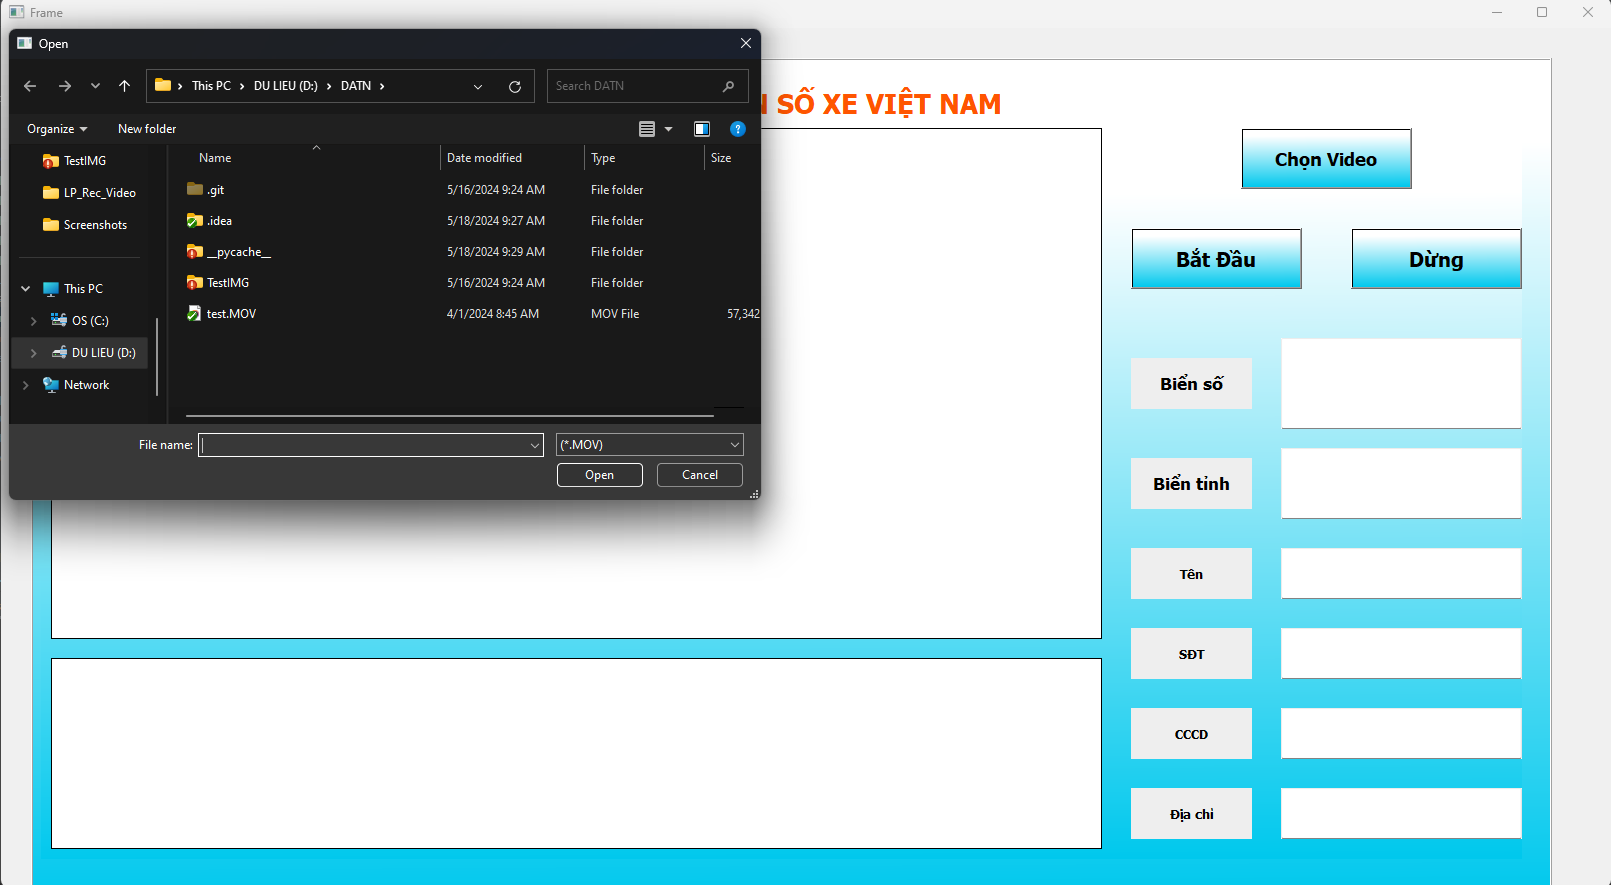 Frame
Open
This PC > DU LIEU (D:) > DATN >
Search DATN
Organize
New folder
TestIMG
LP_Rec_Video
Screenshots
This PC
OS (C:)
DU LIEU (D:)
Network
Name Date modified Type Size
.git 5/16/2024 9:24 AM File folder
.idea 5/18/2024 9:27 AM File folder
__pycache__ 5/18/2024 9:29 AM File folder
TestIMG 5/16/2024 9:24 AM File folder
test.MOV 4/1/2024 8:45 AM MOV File 57,342
File name:
(*.MOV)
Open
Cancel
SỐ XE VIỆT NAM
Chọn Video
Bắt Đầu
Dừng
Biển số
Biển tỉnh
Tên
SĐT
CCCD
Địa chỉ